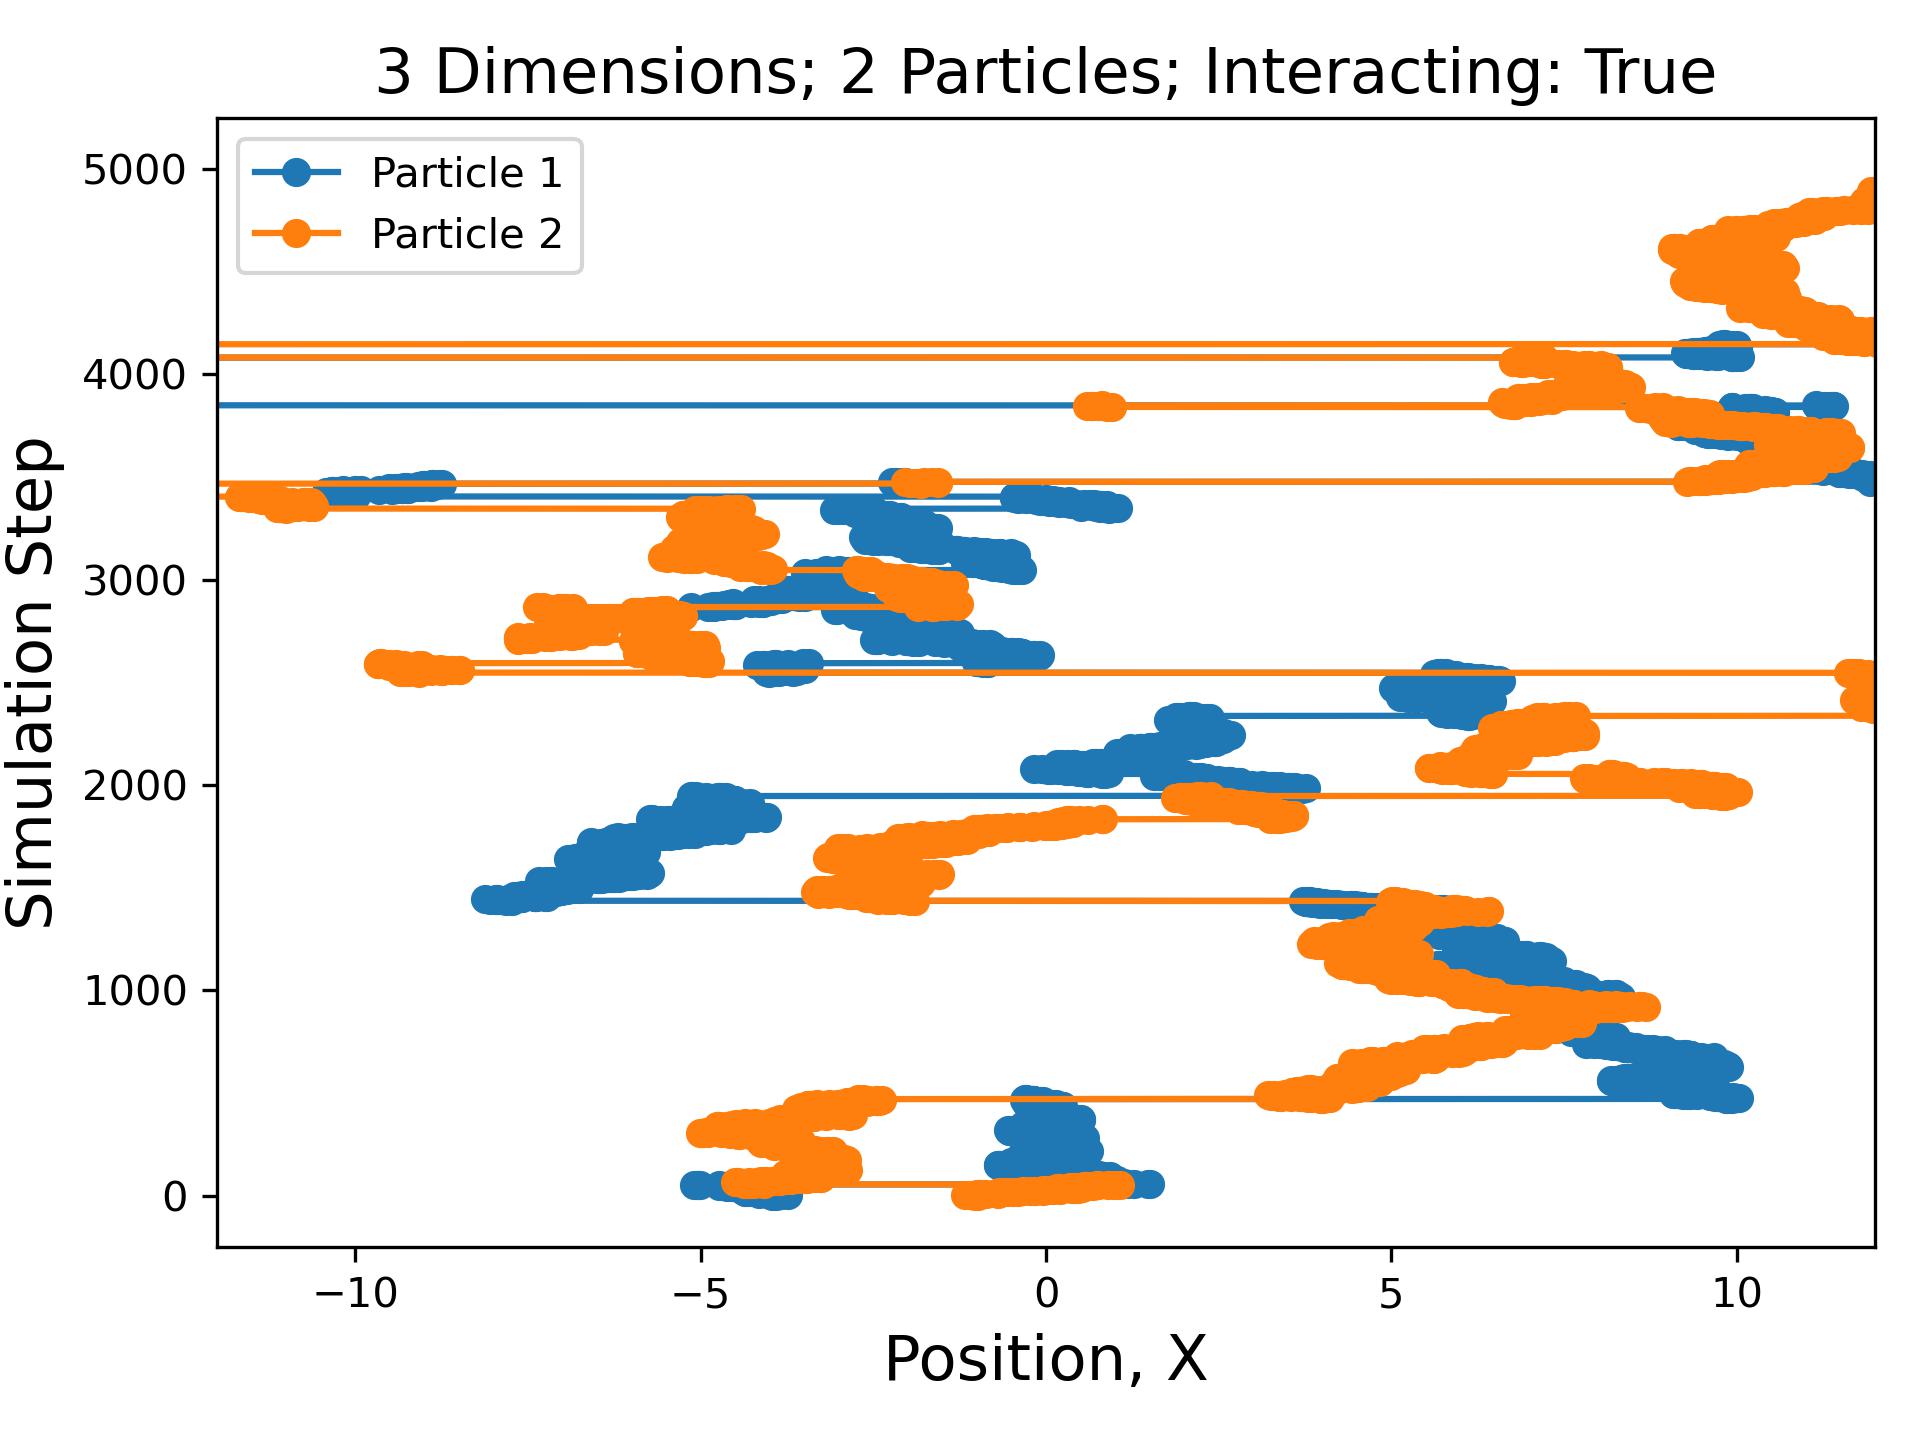 3 Dimensions; 2 Particles; Interacting: True
Particle 1
Particle 2
5000
4000
3000
2000
1000
0
Simulation Step
−10 −5 0 5 10
Position, X